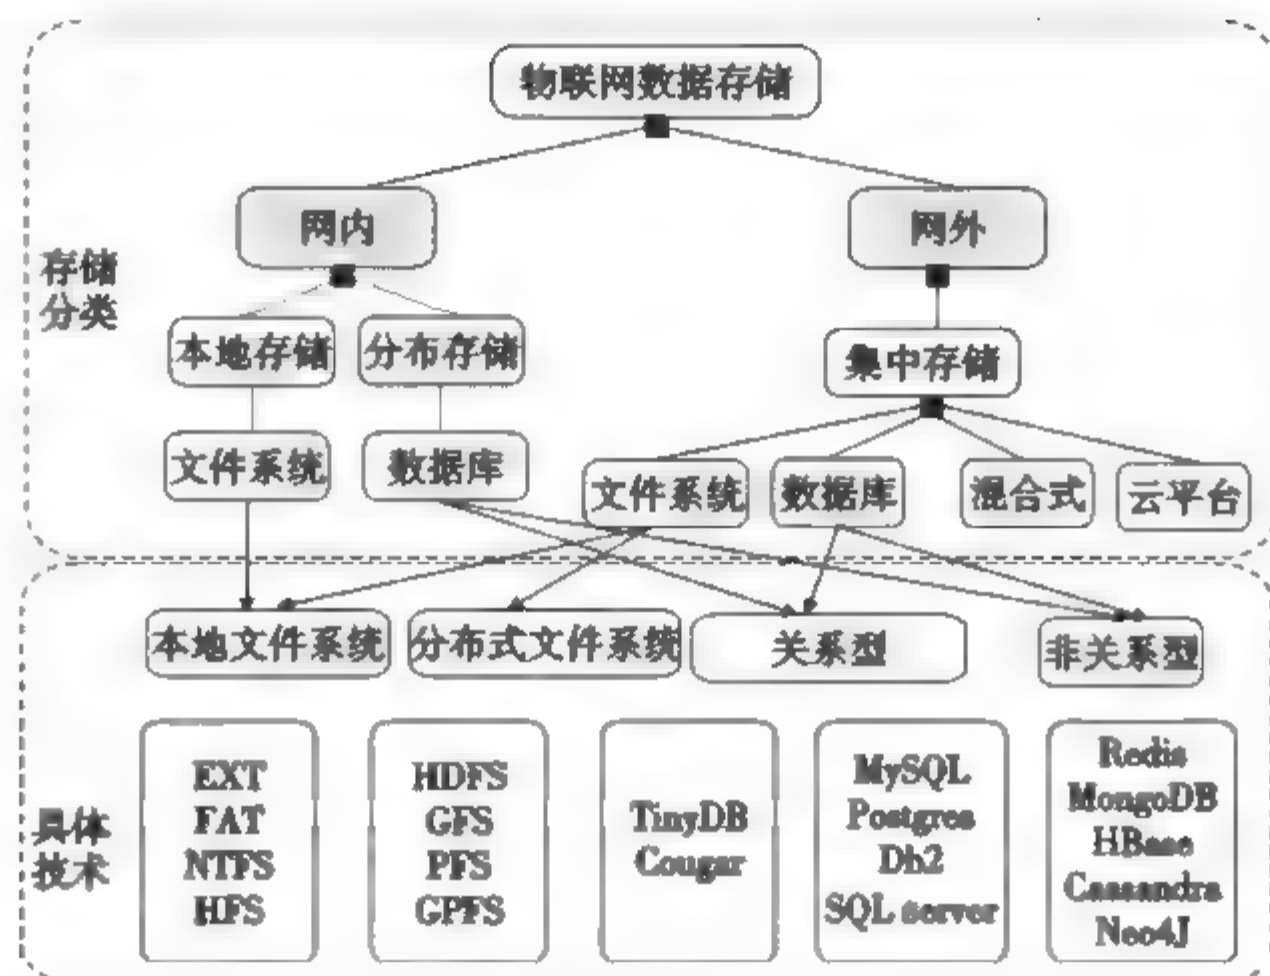 物联网数据存储
网内
网外
存储
分类
本地存储
分布存储
集中存储
文件系统
数据库
文件系统
数据库
混合式
云平台
本地文件系统
分布式文件系统
关系型
非关系型
具体
技术
EXT
FAT
NTFS
HFS
HDFS
GFS
PFS
GPFS
TinyDB
Cougar
MySQL
Postgres
Db2
SQL server
Redis
MongoDB
HBase
Cassandra
Neo4J